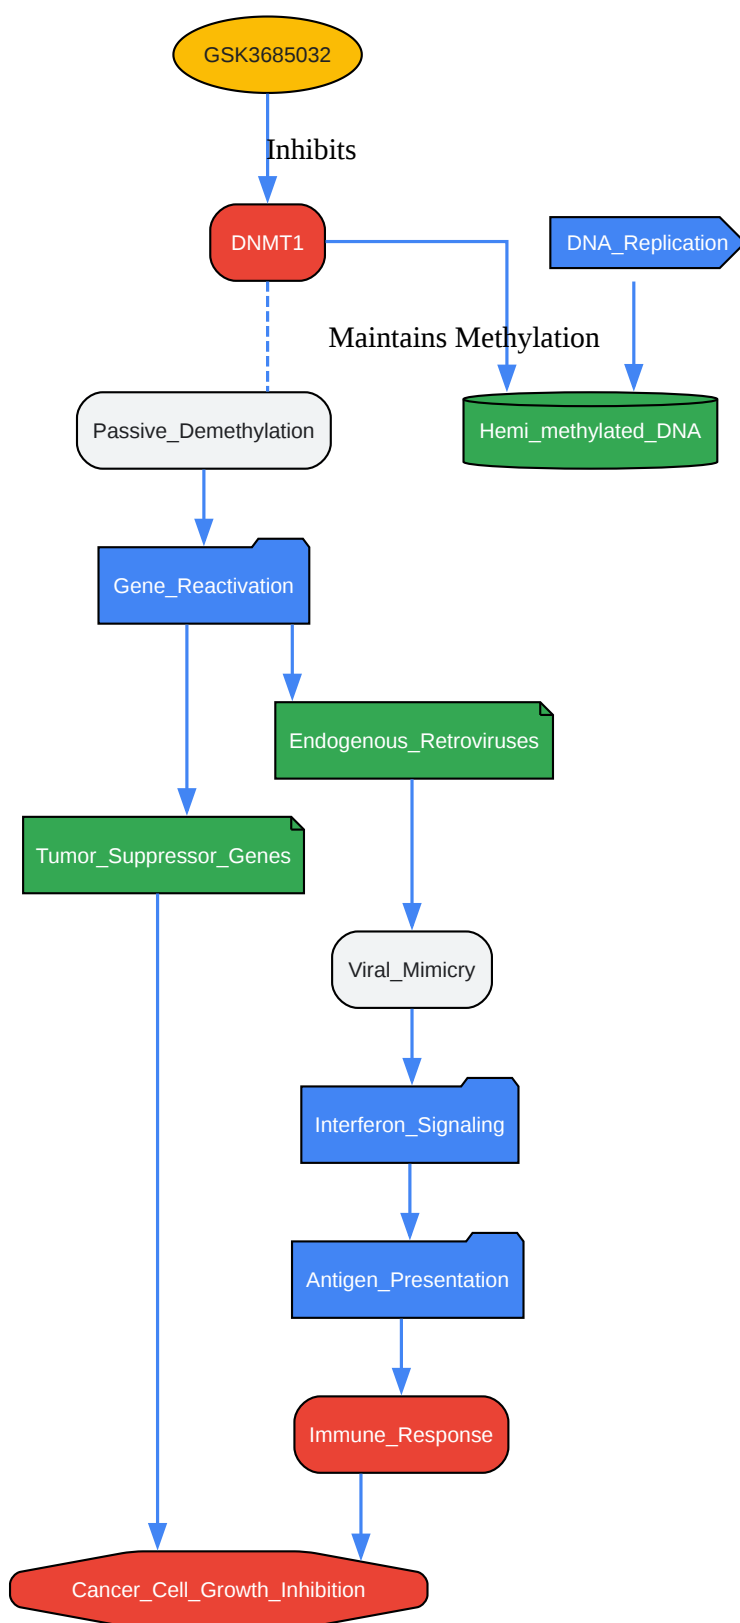 GSK3685032
Inhibits
DNMT1
DNA_Replication
Maintains Methylation
Passive_Demethylation
Hemi_methylated_DNA
Gene_Reactivation
Endogenous_Retroviruses
Tumor_Suppressor_Genes
Viral_Mimicry
Interferon_Signaling
Antigen_Presentation
Immune_Response
Cancer_Cell_Growth_Inhibition